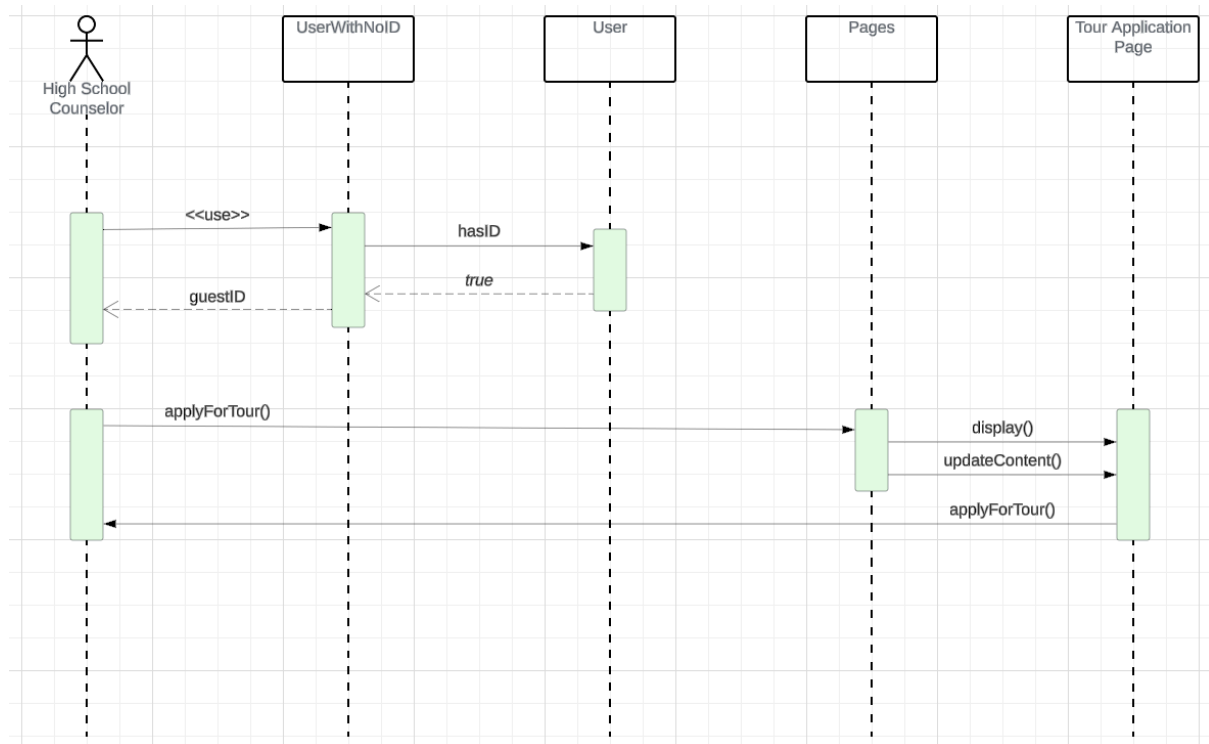 High School
Counselor
UserWithNoID
User
Pages
Tour Application
Page
<<use>>
hasID
true
guestID
applyForTour()
display()
updateContent()
applyForTour()